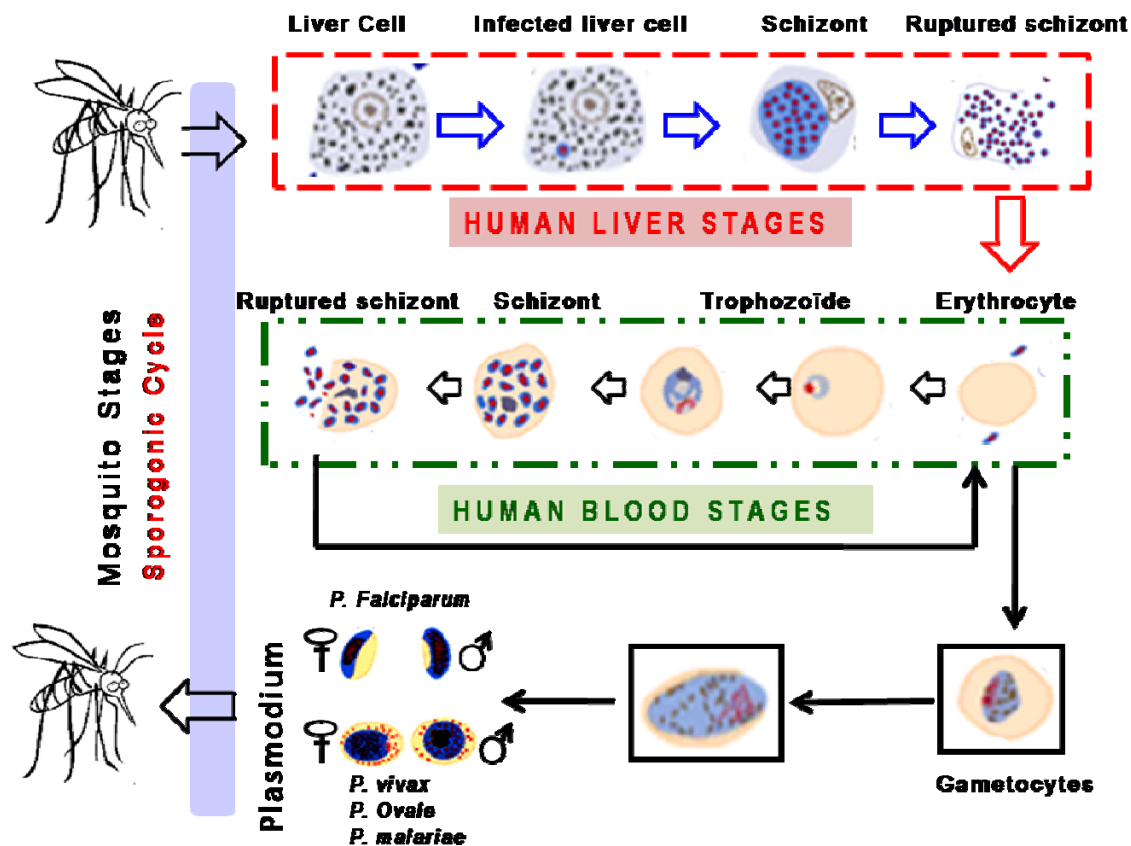 Liver Cell
Infected liver cell
Schizont
Ruptured schizont
HUMAN LIVER STAGES
Ruptured schizont
Schizont
Trophozoïde
Erythrocyte
HUMAN BLOOD STAGES
Mosquito Stages
Sporogonic Cycle
P. Falciparum
Plasmodium
P. vivax
P. Ovale
P. malariae
Gametocytes